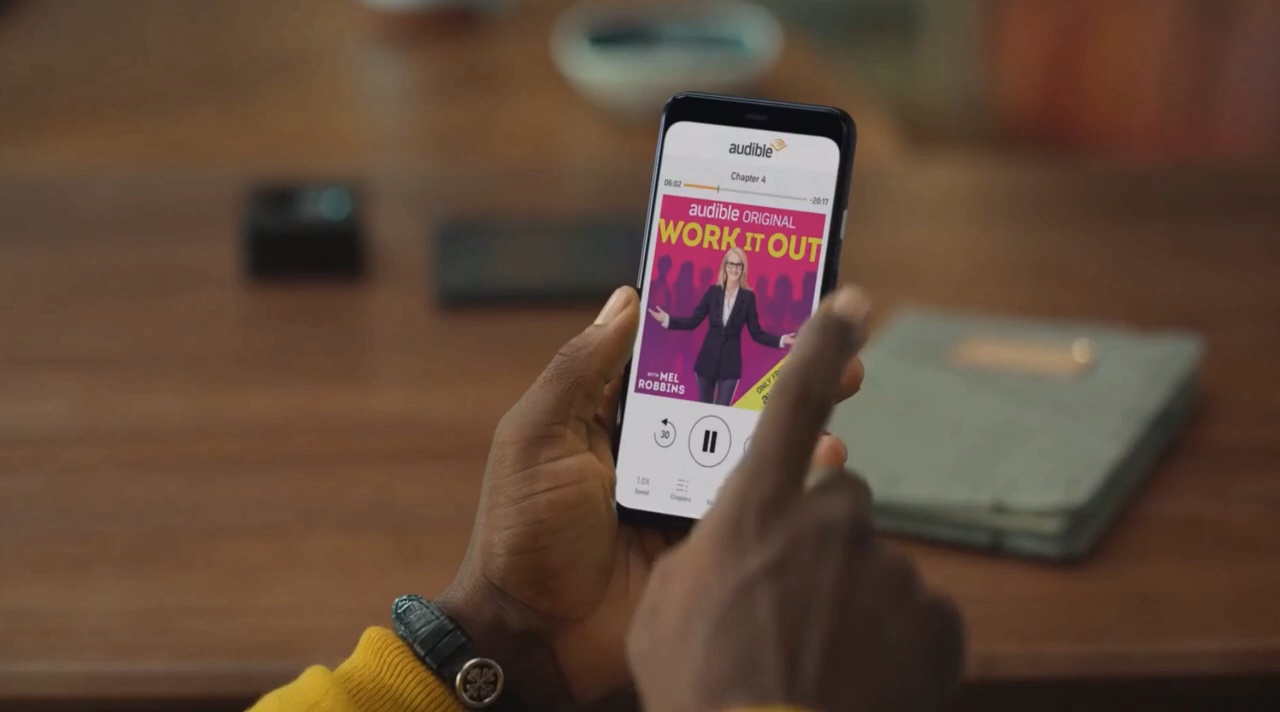 audible
Chapter 4
06:02
-20:17
audible ORIGINAL
WORK IT OUT
WITH MEL
ROBBINS
ONLY
30
1.0X
Speed
Chapters